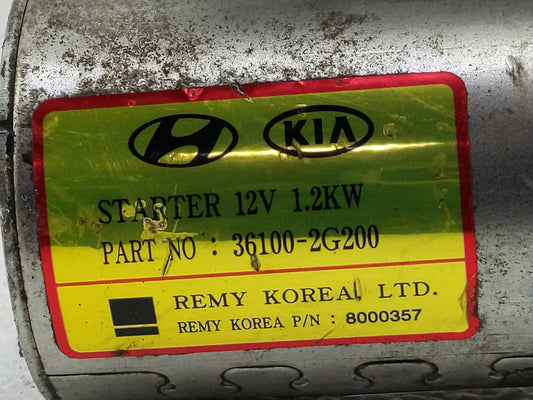 KIA
STARTER 12V 1.2KW
PART NO : 36100-2G200
REMY KOREA. LTD.
REMY KOREA P/N : 8000357